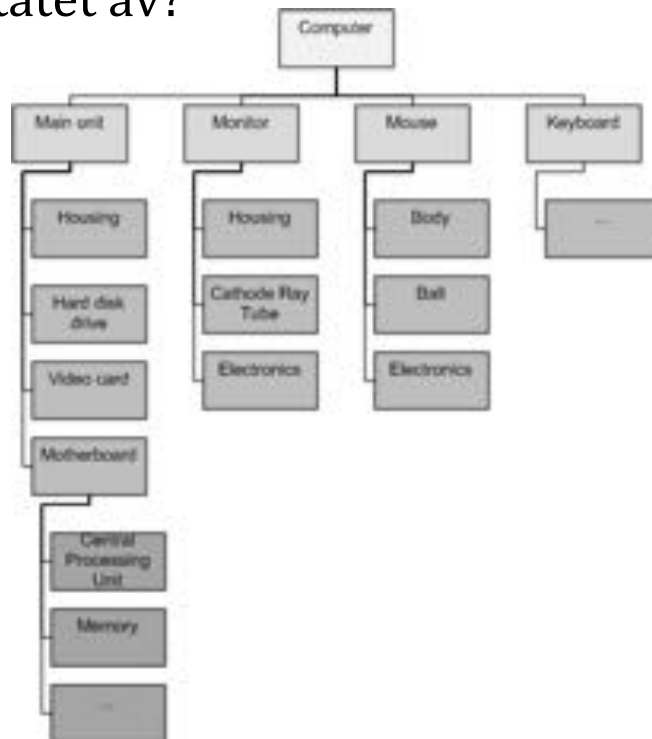 av?
Computer
Main unit
Monitor
Mouse
Keyboard
Housing
Hard disk
drive
Video card
Motherboard
Central
Processing
Unit
Memory
...
Housing
Cathode Ray
Tube
Electronics
Body
Ball
Electronics
...